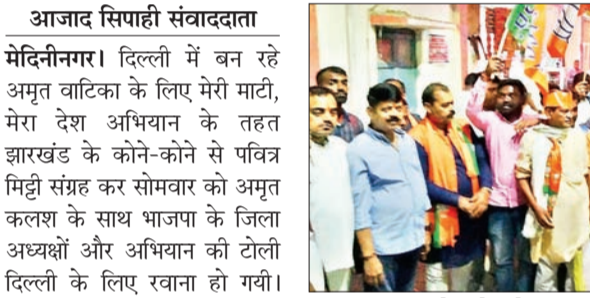 आजाद सिपाही संवाददाता
मेदिनीनगर। दिल्ली में बन रहे
अमृत वाटिका के लिए मेरी माटी,
मेरा देश अभियान के तहत
झारखंड के कोने-कोने से पवित्र
मिट्टी संग्रह कर सोमवार को अमृत
कलश के साथ भाजपा के जिला
अध्यक्षों और अभियान की टोली
दिल्ली के लिए रवाना हो गयी।